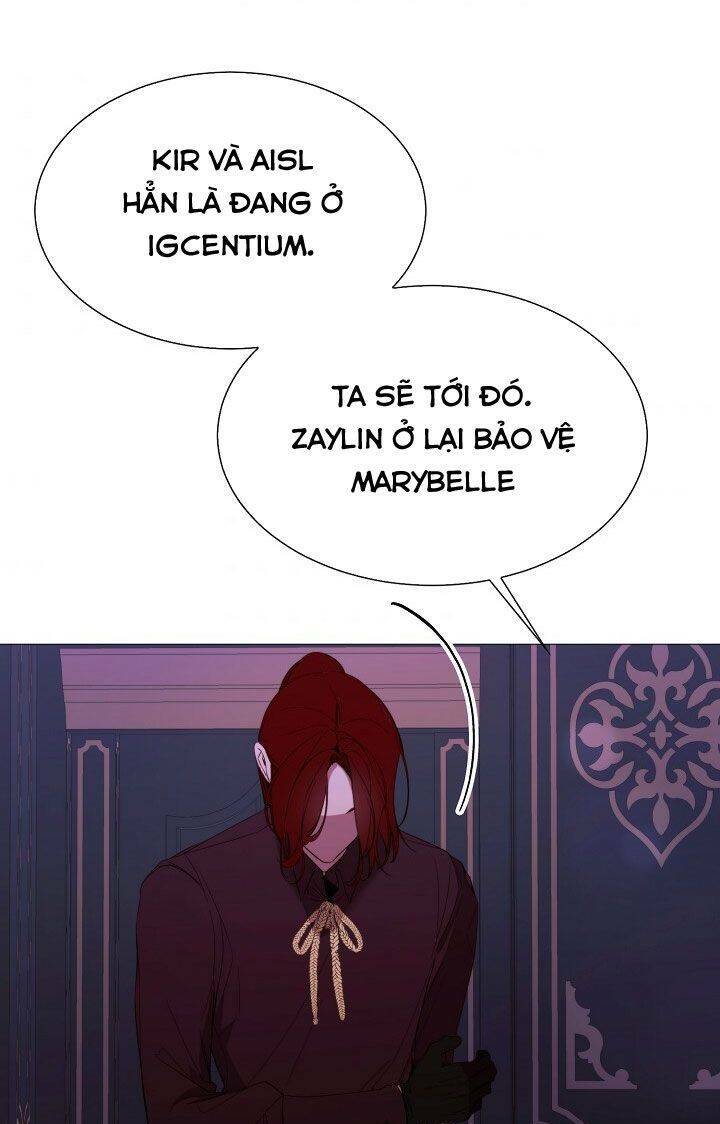 KIR VÀ AISL
HẲN LÀ ĐANG Ở
IGCENTIUM.
TA SẼ TỚI ĐÓ.
ZAYLIN Ở LẠI BẢO VỆ
MARYBELLE